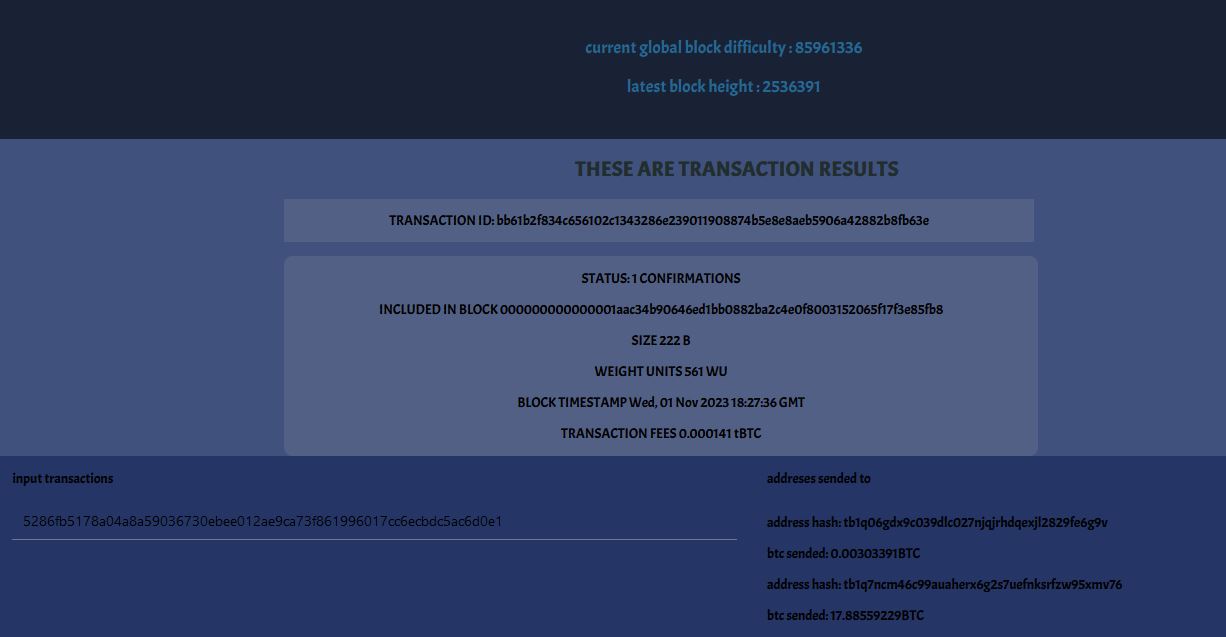 current global block difficulty : 85961336
latest block height : 2536391
THESE ARE TRANSACTION RESULTS
TRANSACTION ID: bb61b2f834c656102c1343286e239011908874b5e8e8aeb5906a42882b8fb63e
STATUS: 1 CONFIRMATIONS
INCLUDED IN BLOCK 000000000000001aac34b90646ed1bb0882ba2c4e0f8003152065f17f3e85fb8
SIZE 222 B
WEIGHT UNITS 561 WU
BLOCK TIMESTAMP Wed, 01 Nov 2023 18:27:36 GMT
TRANSACTION FEES 0.000141 tBTC
input transactions
5286fb5178a04a8a59036730ebee012ae9ca73f861996017cc6ecbdc5ac6d0e1
addreses sended to
address hash: tb1q06gdx9c039dlc027njqjrhdqexjl2829fe6g9v
btc sended: 0.00303391BTC
address hash: tb1q7ncm46c99auaherx6g2s7uefnksrfzw95xmv76
btc sended: 17.88559229BTC